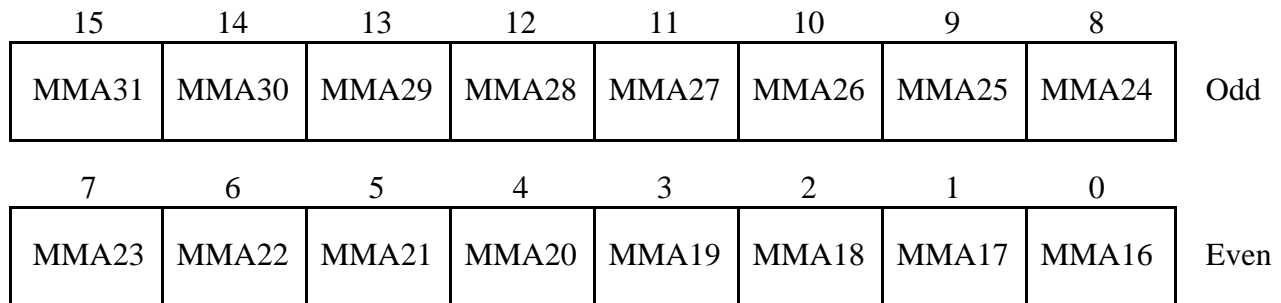 15 14 13 12 11 10 9 8
MMA31 MMA30 MMA29 MMA28 MMA27 MMA26 MMA25 MMA24 Odd
7 6 5 4 3 2 1 0
MMA23 MMA22 MMA21 MMA20 MMA19 MMA18 MMA17 MMA16 Even